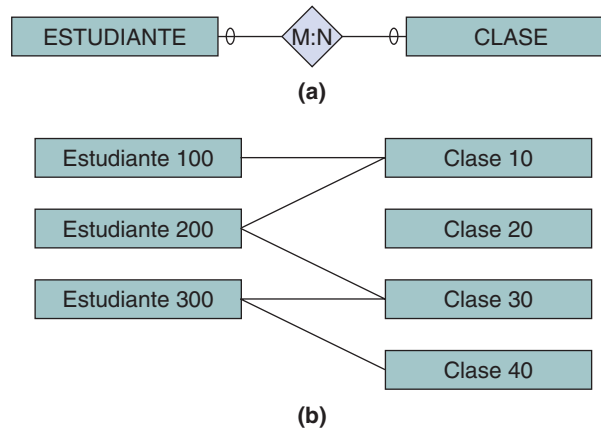 ESTUDIANTE M:N CLASE
(a)
Estudiante 100 Clase 10
Estudiante 200 Clase 20
Estudiante 300 Clase 30
Clase 40
(b)